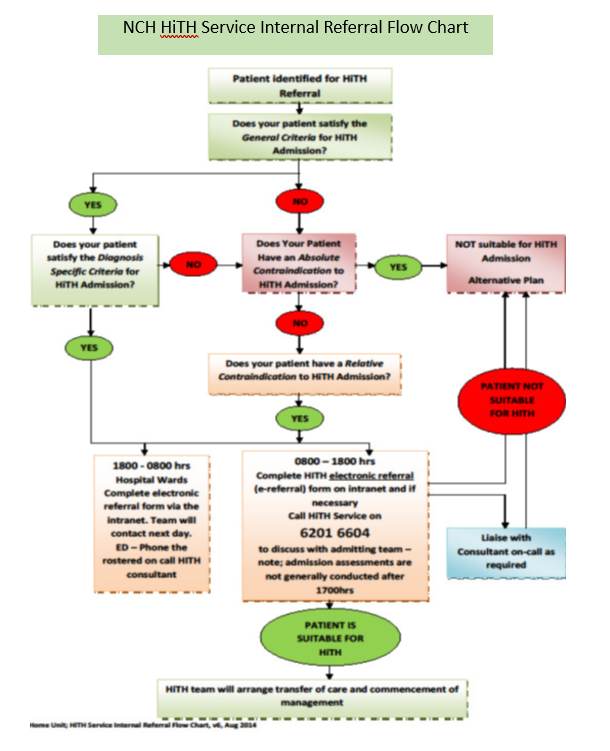 NCH HiTH Service Internal Referral Flow Chart
Patient identified for HiTH
Referral
Does your patient satisfy the
General Criteria for HiTH
Admission?
YES
NO
Does your patient
satisfy the Diagnosis
Specific Criteria for
HiTH Admission?
NO
Does Your Patient
Have an Absolute
Contraindication to
HiTH Admission?
YES
NOT suitable for HiTH
Admission
Alternative Plan
NO
YES
Does your patient have a Relative
Contraindication to HiTH Admission?
PATIENT NOT
SUITABLE
FOR HiTH
YES
1800 - 0800 hrs
Hospital Wards
Complete electronic
referral form via the
intranet. Team will
contact next day.
ED – Phone the
rostered on call HiTH
consultant
0800 – 1800 hrs
Complete HiTH electronic referral
(e-referral) form on intranet and if
necessary
Call HiTH Service on
6201 6604
to discuss with admitting team –
note; admission assessments are
not generally conducted after
1700hrs
Liaise with
Consultant on-call as
required
PATIENT IS
SUITABLE FOR
HiTH
HiTH team will arrange transfer of care and commencement of
management
Home Unit; HiTH Service Internal Referral Flow Chart, v6, Aug 2014